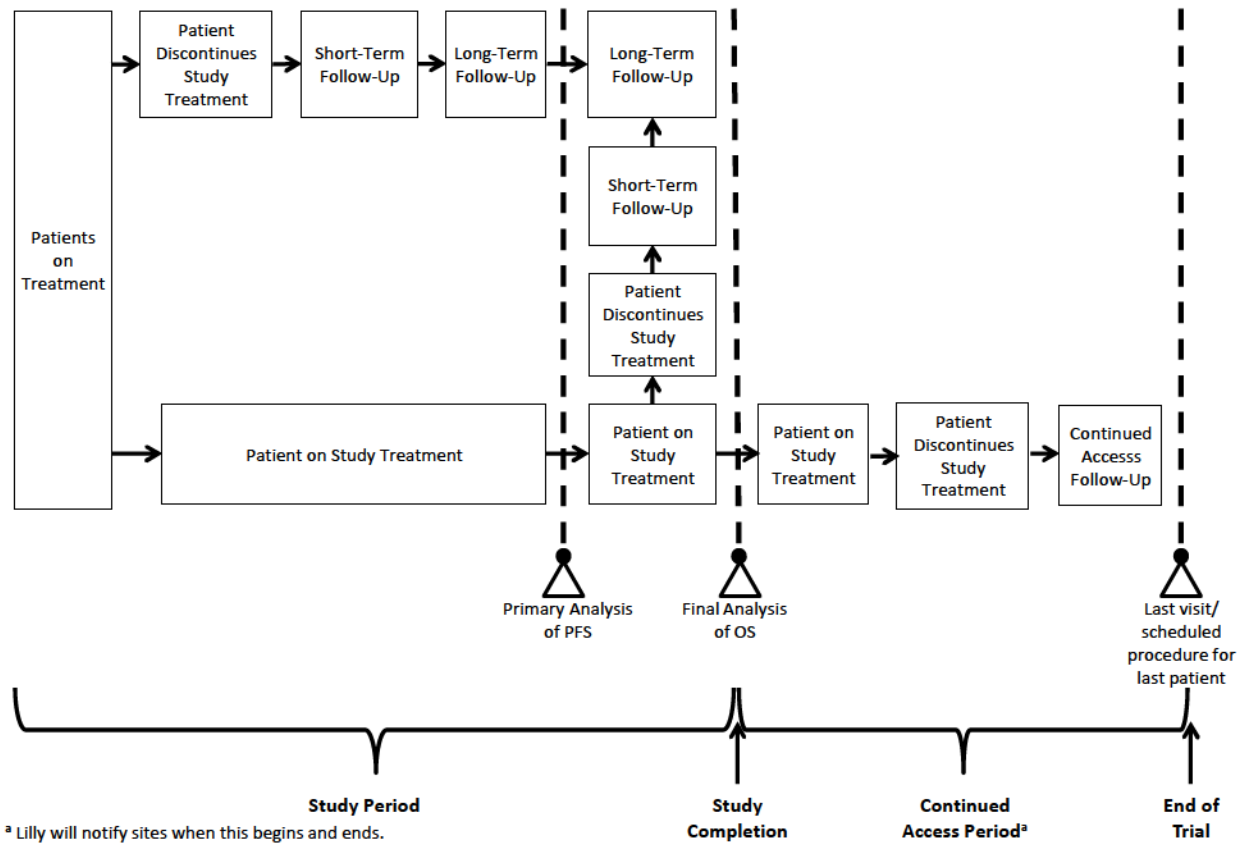 Patient
Discontinues
Study
Treatment
Short-Term
Follow-Up
Long-Term
Follow-Up
Long-Term
Follow-Up
Short-Term
Follow-Up
Patients
on
Treatment
Patient
Discontinues
Study
Treatment
Patient on Study Treatment
Patient on
Study
Treatment
Patient on
Study
Treatment
Patient
Discontinues
Study
Treatment
Continued
Accesss
Follow-Up
Primary Analysis
of PFS
Final Analysis
of OS
Last visit/
scheduled
procedure for
last patient
Study Period
Study
Completion
Continued
Access Periodᵃ
End of
Trial
ᵃ Lilly will notify sites when this begins and ends.